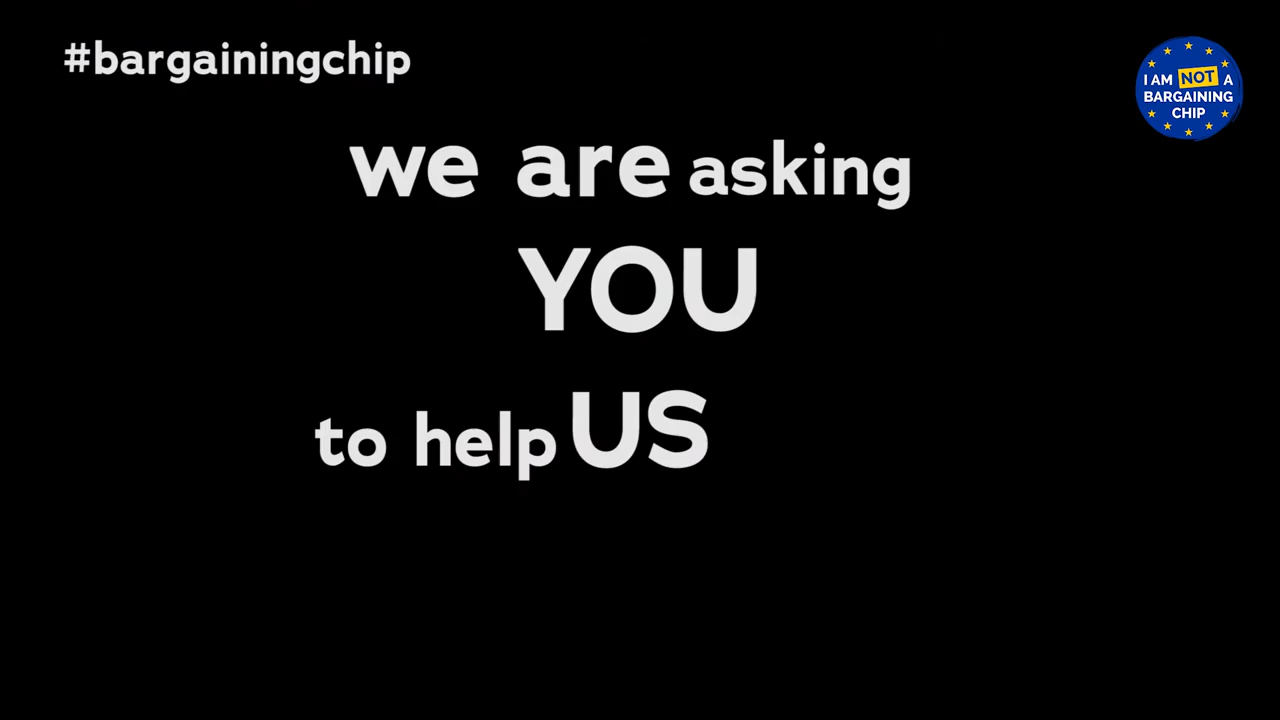 #bargainingchip
I AM NOT A
BARGAINING
CHIP
we are asking
YOU
to help US